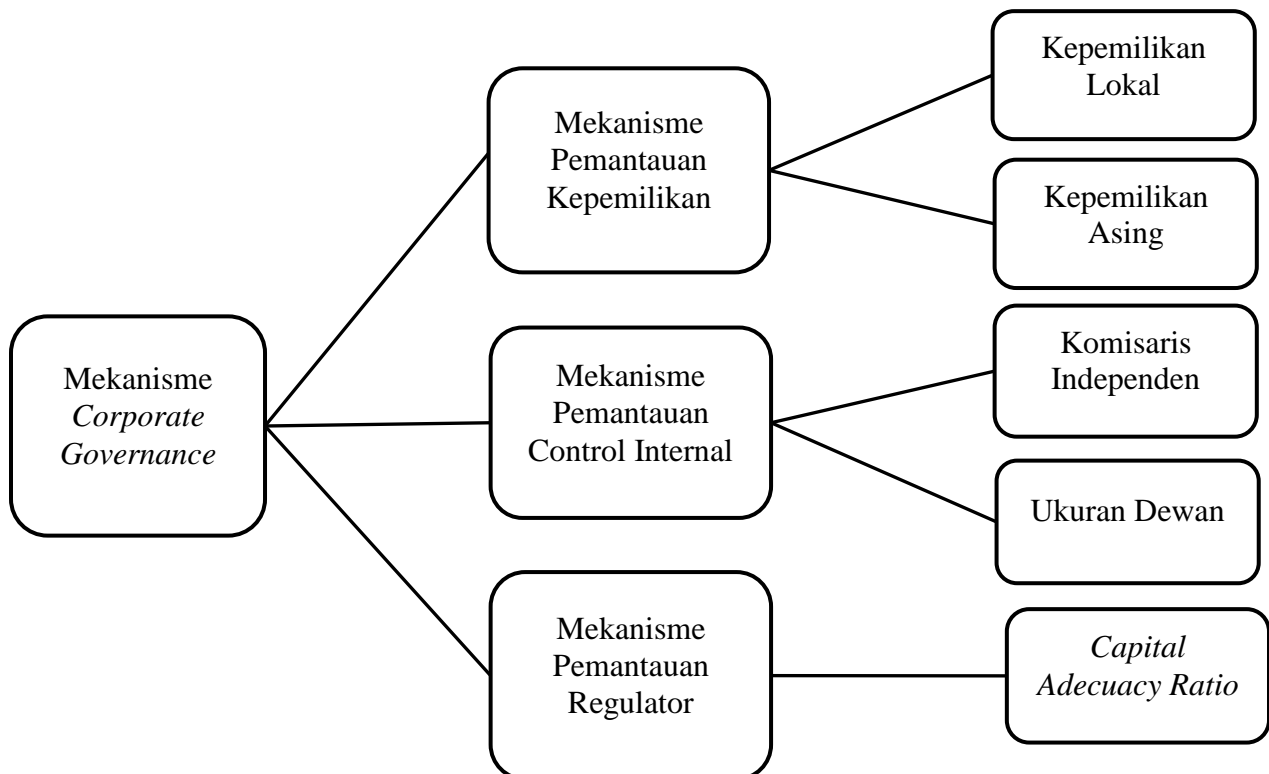 Mekanisme
Corporate
Governance
Mekanisme
Pemantauan
Kepemilikan
Kepemilikan
Lokal
Kepemilikan
Asing
Mekanisme
Pemantauan
Control Internal
Komisaris
Independen
Ukuran Dewan
Mekanisme
Pemantauan
Regulator
Capital
Adecuacy Ratio